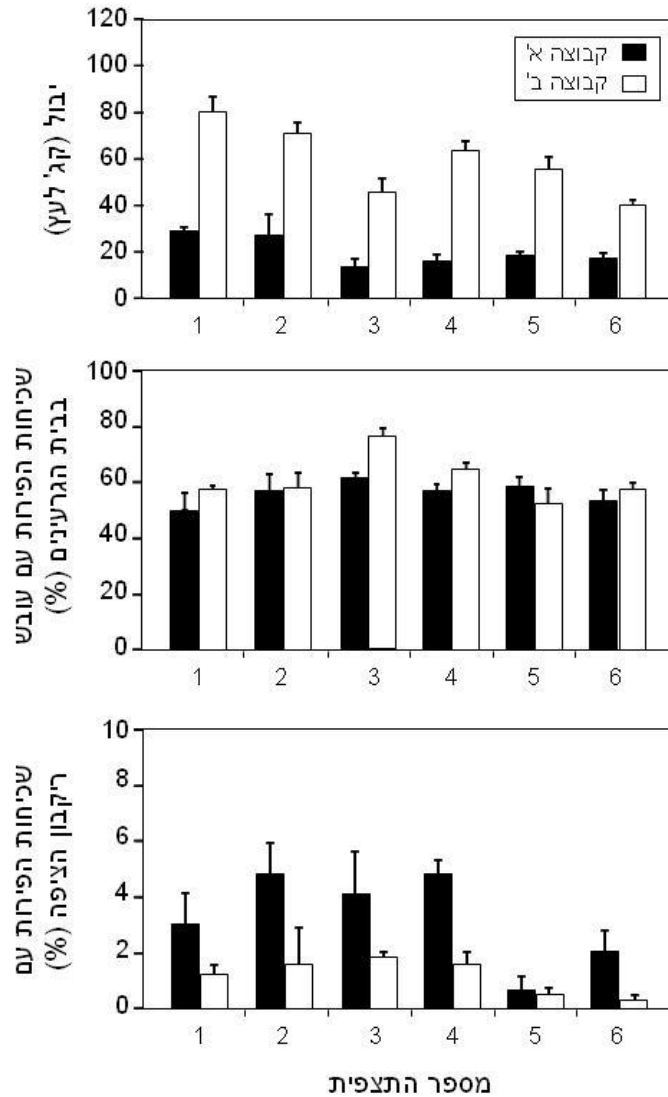 120
100
80
60
40
20
0
יבול (קג' לעץ)
קבוצה א'
קבוצה ב'
1 2 3 4 5 6
100
80
60
40
20
0
שכיחות הפירות עם עובש
בבית הגרעינים (%)
1 2 3 4 5 6
10
8
6
4
2
0
שכיחות הפירות עם
ריקבון הציפה (%)
1 2 3 4 5 6
מספר התצפית